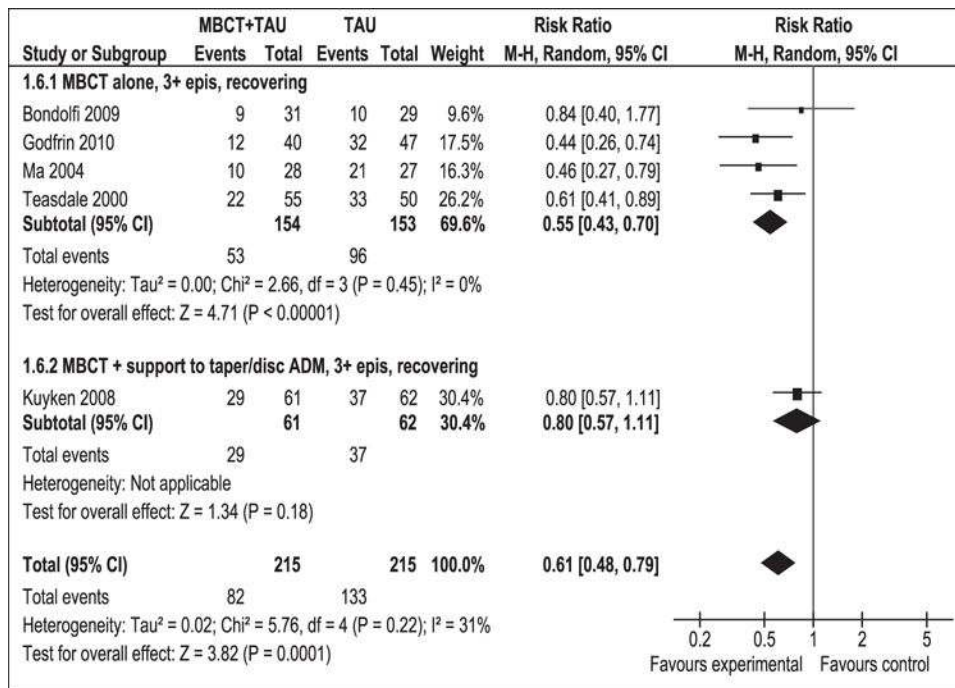 MBCT+TAU TAU Risk Ratio Risk Ratio
Study or Subgroup Events Total Events Total Weight M-H, Random, 95% CI M-H, Random, 95% CI
1.6.1 MBCT alone, 3+ epis, recovering
Bondolfi 2009 9 31 10 29 9.6% 0.84 [0.40, 1.77]
Godfrin 2010 12 40 32 47 17.5% 0.44 [0.26, 0.74]
Ma 2004 10 28 21 27 16.3% 0.46 [0.27, 0.79]
Teasdale 2000 22 55 33 50 26.2% 0.61 [0.41, 0.89]
Subtotal (95% CI) 154 153 69.6% 0.55 [0.43, 0.70]
Total events 53 96
Heterogeneity: Tau² = 0.00; Chi² = 2.66, df = 3 (P = 0.45); I² = 0%
Test for overall effect: Z = 4.71 (P < 0.00001)
1.6.2 MBCT + support to taper/disc ADM, 3+ epis, recovering
Kuyken 2008 29 61 37 62 30.4% 0.80 [0.57, 1.11]
Subtotal (95% CI) 61 62 30.4% 0.80 [0.57, 1.11]
Total events 29 37
Heterogeneity: Not applicable
Test for overall effect: Z = 1.34 (P = 0.18)
Total (95% CI) 215 215 100.0% 0.61 [0.48, 0.79]
Total events 82 133
Heterogeneity: Tau² = 0.02; Chi² = 5.76, df = 4 (P = 0.22); I² = 31%
Test for overall effect: Z = 3.82 (P = 0.0001)
0.2 0.5 1 2 5
Favours experimental Favours control